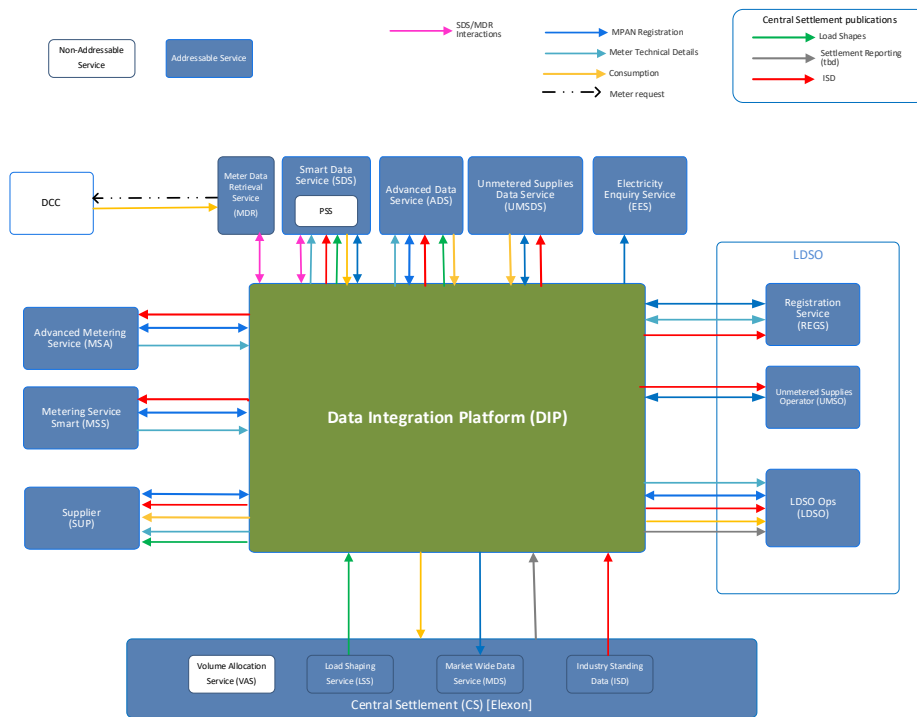 Central Settlement publications
SDS/MDR
Interactions
MPAN Registration
Load Shapes
Non-Addressable
Service
Addressable Service
Meter Technical Details
Settlement Reporting
(tbd)
Consumption
ISD
Meter request
DCC
Meter Data
Retrieval
Service
(MDR)
Smart Data
Service (SDS)
PSS
Advanced Data
Service (ADS)
Unmetered Supplies
Data Service
(UMSDS)
Electricity
Enquiry Service
(EES)
LDSO
Registration
Service
(REGS)
Advanced Metering
Service (MSA)
Unmetered Supplies
Operator (UMSO)
Metering Service
Smart (MSS)
Data Integration Platform (DIP)
Supplier
(SUP)
LDSO Ops
(LDSO)
Volume Allocation
Service (VAS)
Load Shaping
Service (LSS)
Market Wide Data
Service (MDS)
Industry Standing
Data (ISD)
Central Settlement (CS) [Elexon]